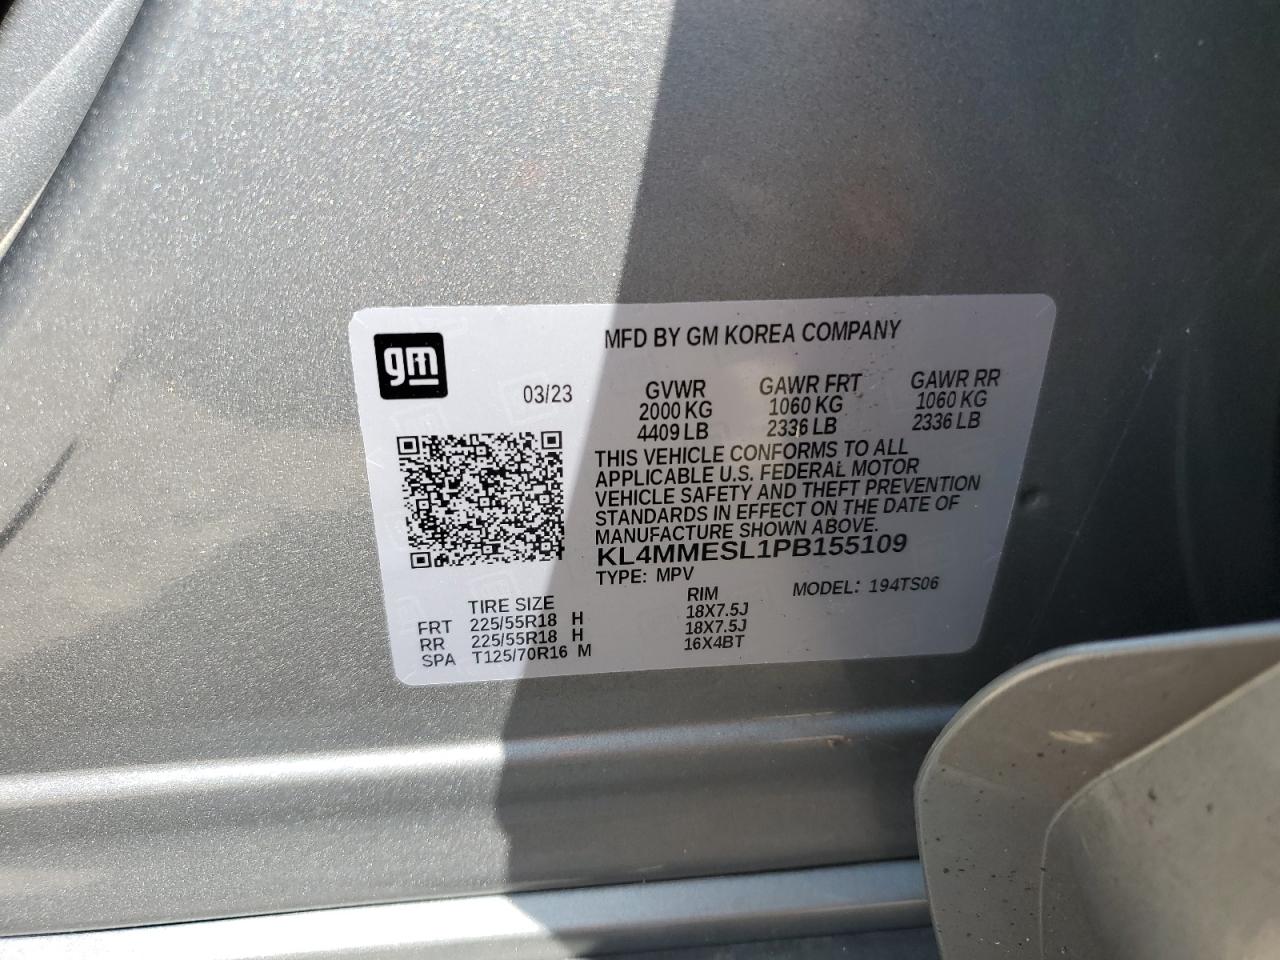 gm
MFD BY GM KOREA COMPANY
03/23
GVWR GAWR FRT GAWR RR
2000 KG 1060 KG 1060 KG
4409 LB 2336 LB 2336 LB
THIS VEHICLE CONFORMS TO ALL
APPLICABLE U.S. FEDERAL MOTOR
VEHICLE SAFETY AND THEFT PREVENTION
STANDARDS IN EFFECT ON THE DATE OF
MANUFACTURE SHOWN ABOVE.
KL4MMESL1PB155109
TYPE: MPV MODEL: 194TS06
TIRE SIZE RIM
FRT 225/55R18 H 18X7.5J
RR 225/55R18 H 18X7.5J
SPA T125/70R16 M 16X4BT